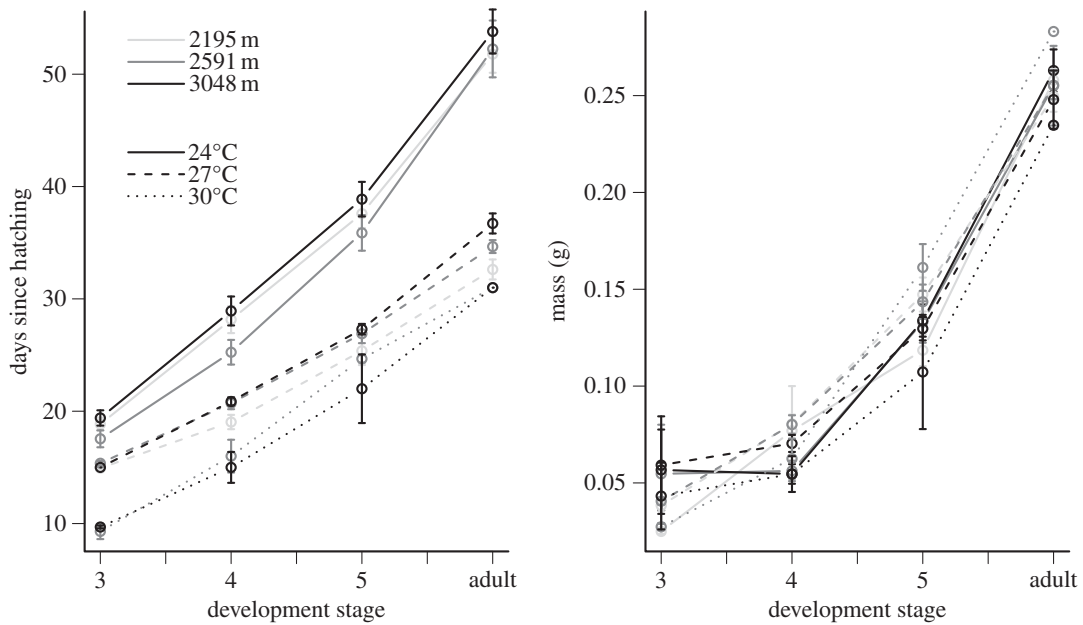 2195 m
2591 m
3048 m
24°C
27°C
30°C
50
40
30
20
10
days since hatching
3 4 5 adult
development stage
0.25
0.20
0.15
0.10
0.05
mass (g)
3 4 5 adult
development stage